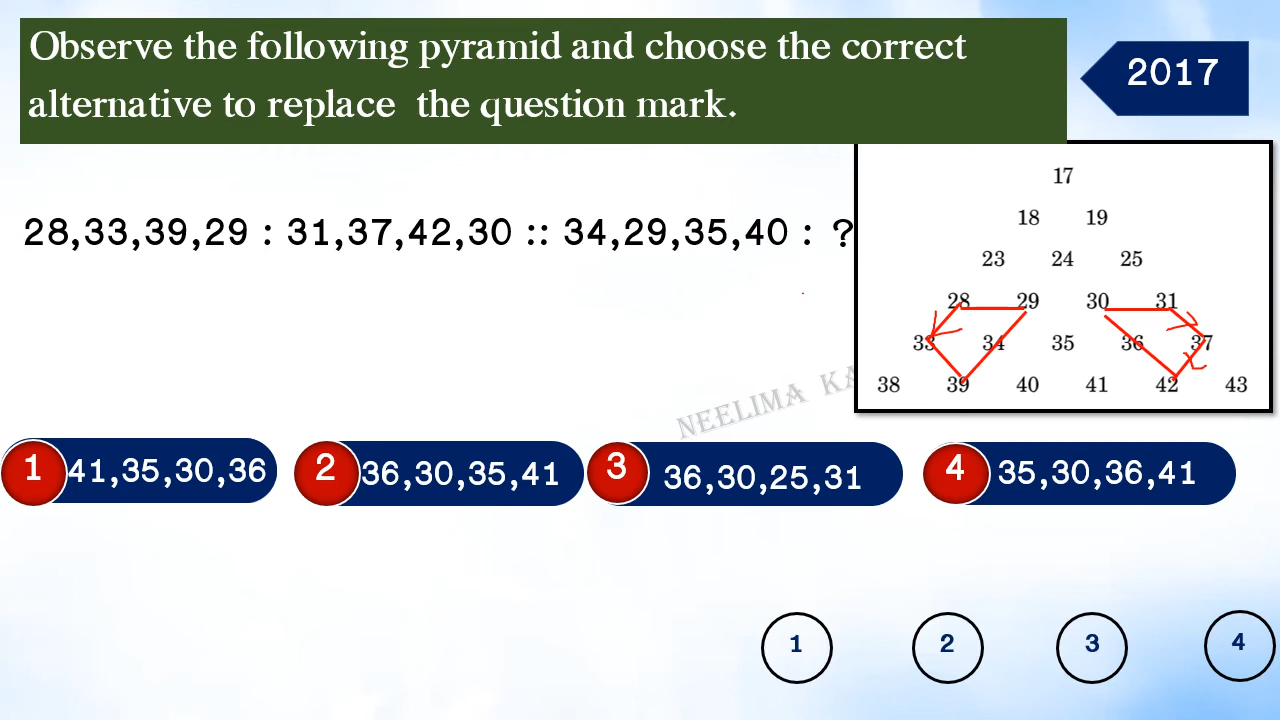 Observe the following pyramid and choose the correct
alternative to replace the question mark.
2017
28,33,39,29 : 31,37,42,30 :: 34,29,35,40 : ?
17
18 19
23 24 25
28 29 30 31
33 34 35 36 37
38 39 40 41 42 43
NEELIMA KA
1 41,35,30,36
2 36,30,35,41
3 36,30,25,31
4 35,30,36,41
1 2 3 4